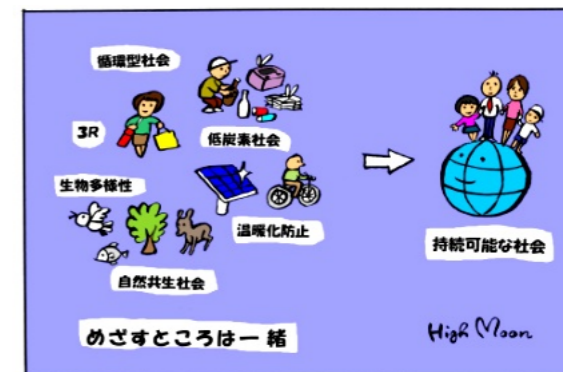 循環型社会
3R
低炭素社会
生物多様性
温暖化防止
自然共生社会
めざすところは一緒
持続可能な社会
High Moon